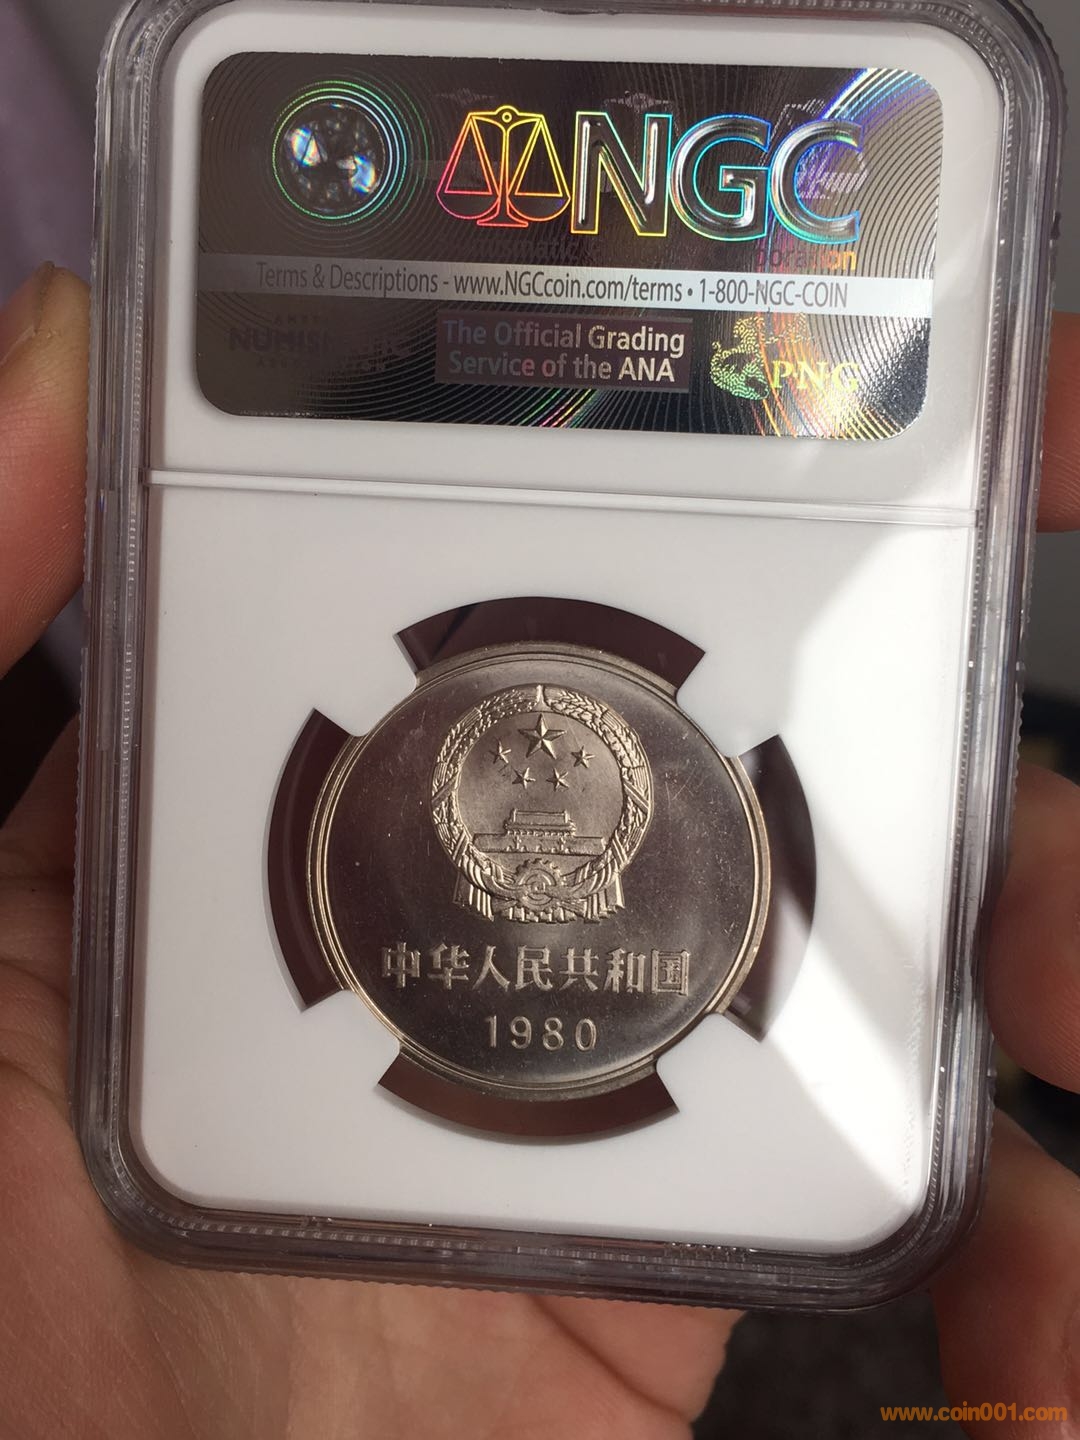 NGC
poration
Terms & Descriptions - www.NGCcoin.com/terms • 1-800-NGC-COIN
The Official Grading
Service of the ANA
PNG
中华人民共和国
1980
www.coin001.com